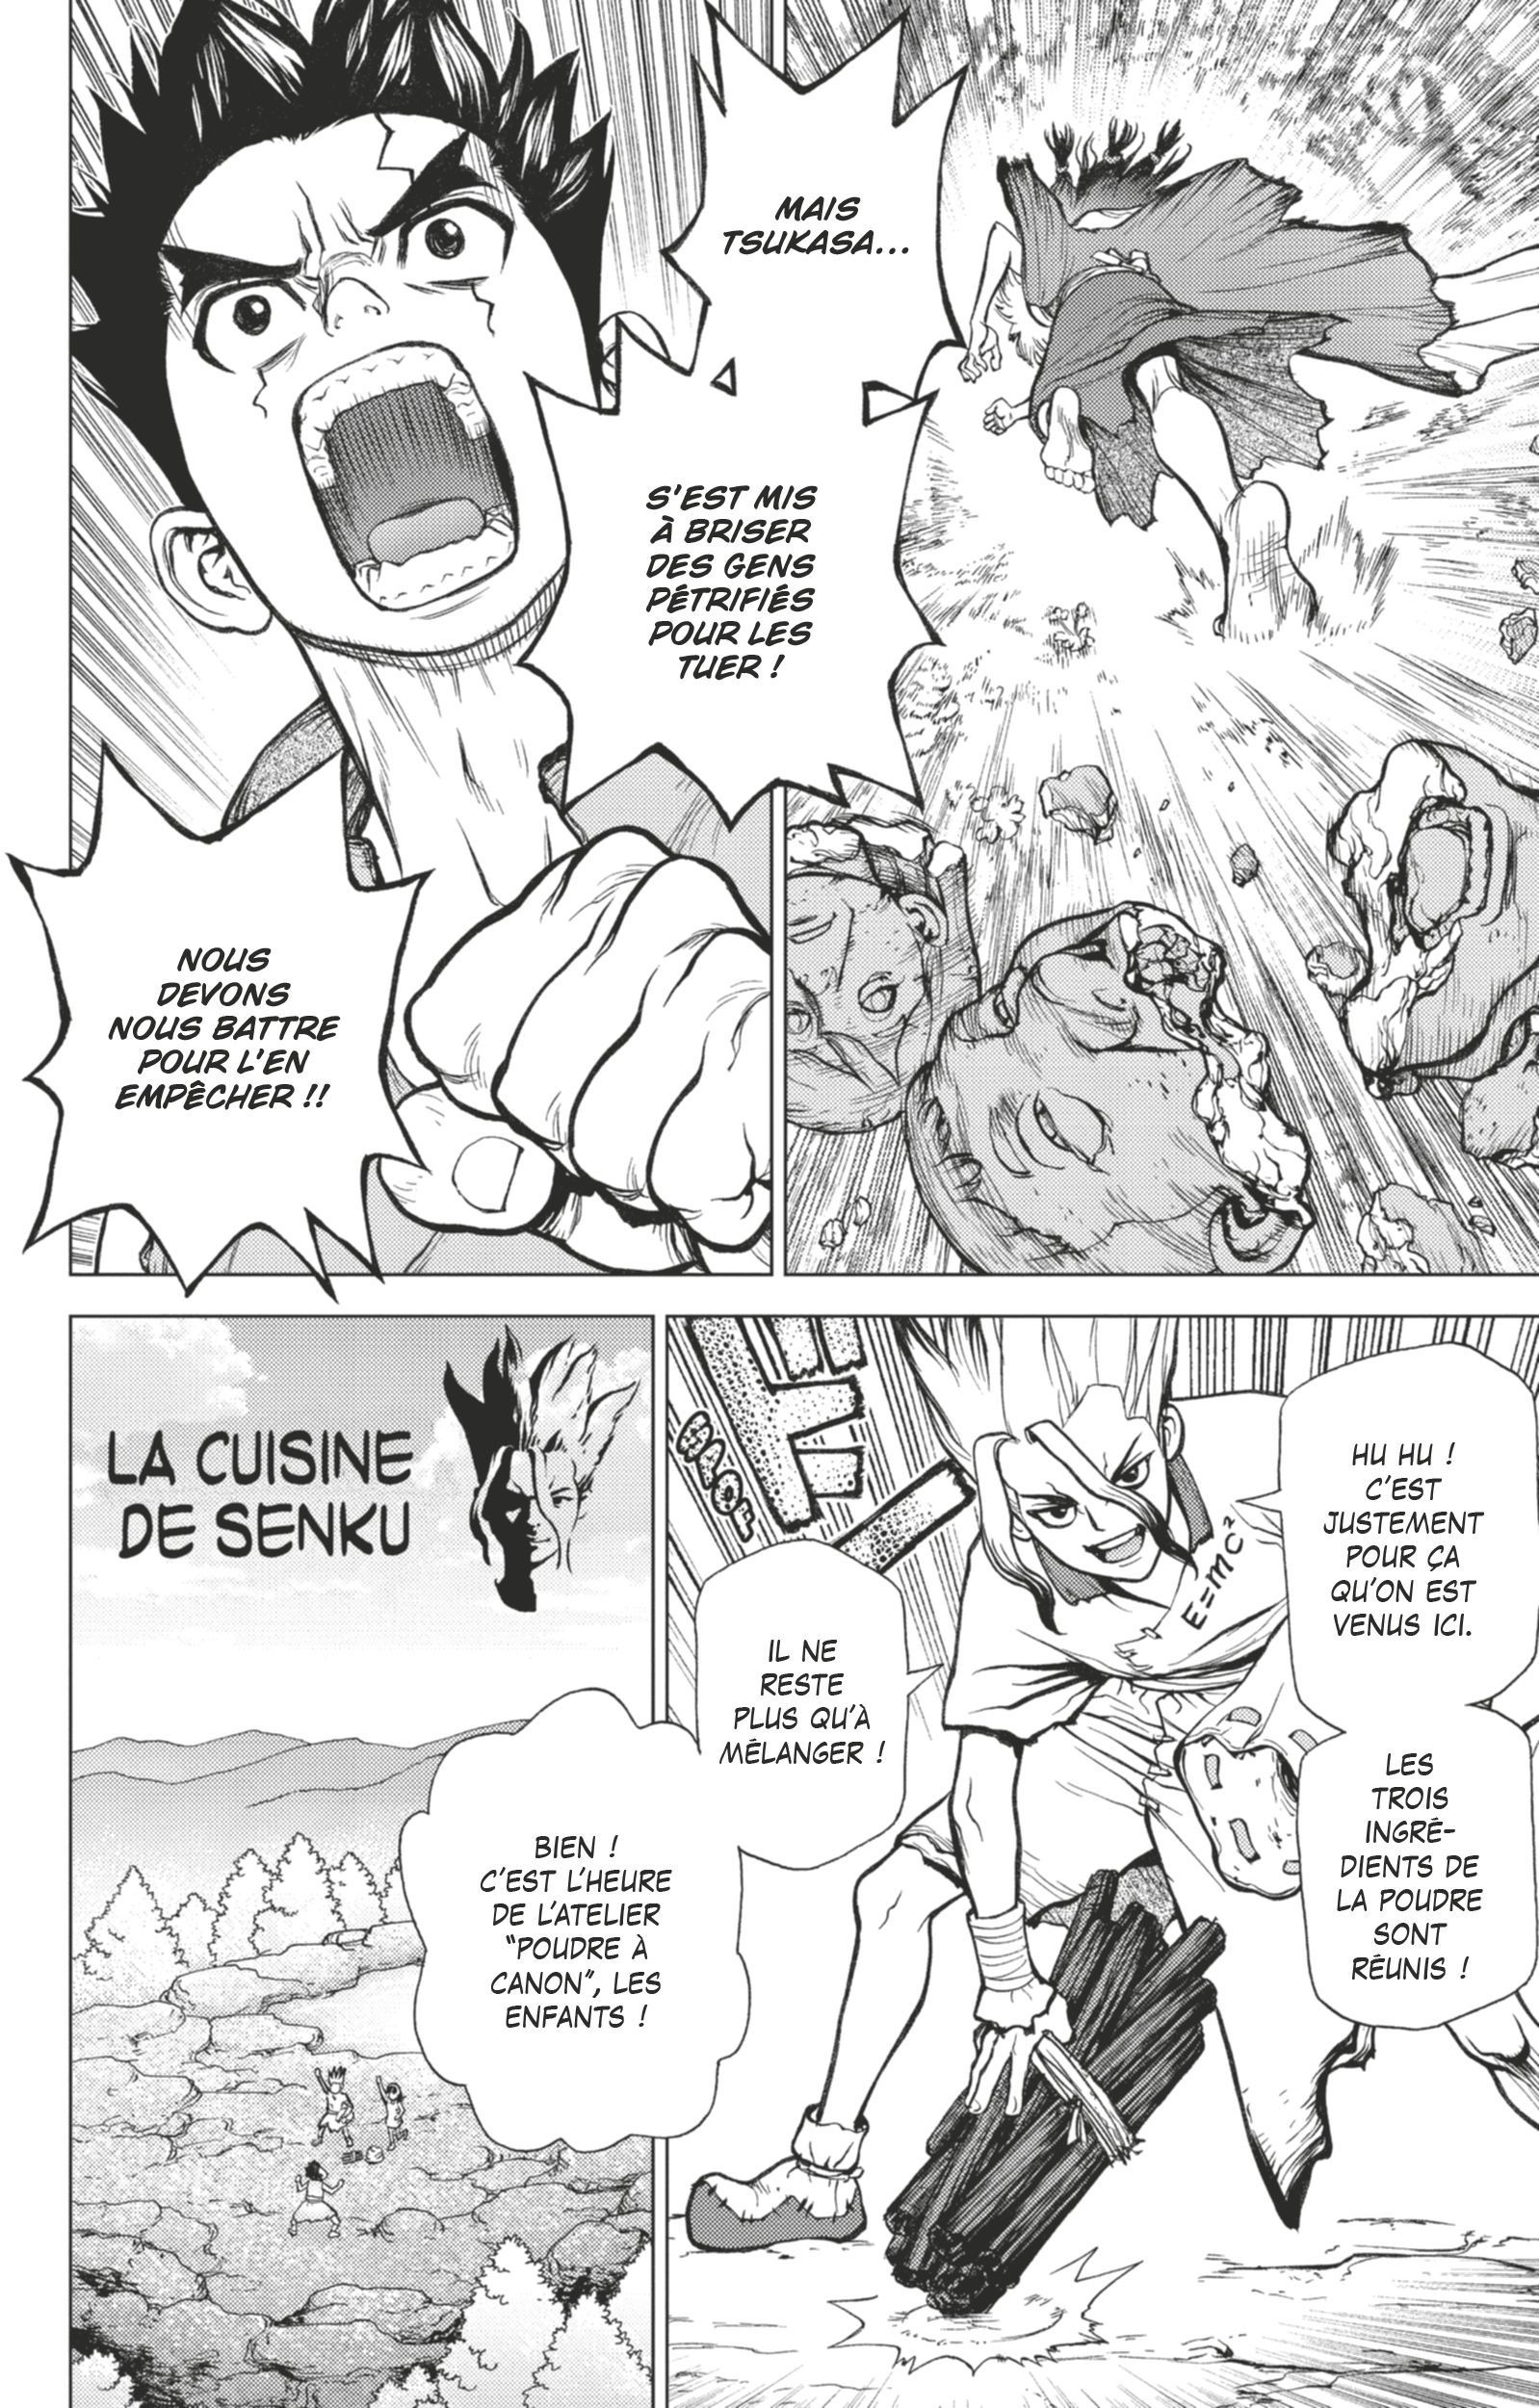 MAIS
TSUKASA...
S'EST MIS
À BRISER
DES GENS
PÉTRIFIÉS
POUR LES
TUER !
NOUS
DEVONS
NOUS BATTRE
POUR L'EN
EMPÊCHER !!
HU HU !
C'EST
JUSTEMENT
POUR ÇA
QU'ON EST
VENUS ICI.
LES
TROIS
INGRÉ-
DIENTS DE
LA POUDRE
SONT
RÉUNIS !
E=MC²
IL NE
RESTE
PLUS QU'À
MÉLANGER !
LA CUISINE
DE SENKU
BIEN !
C'EST L'HEURE
DE L'ATELIER
"POUDRE À
CANON", LES
ENFANTS !